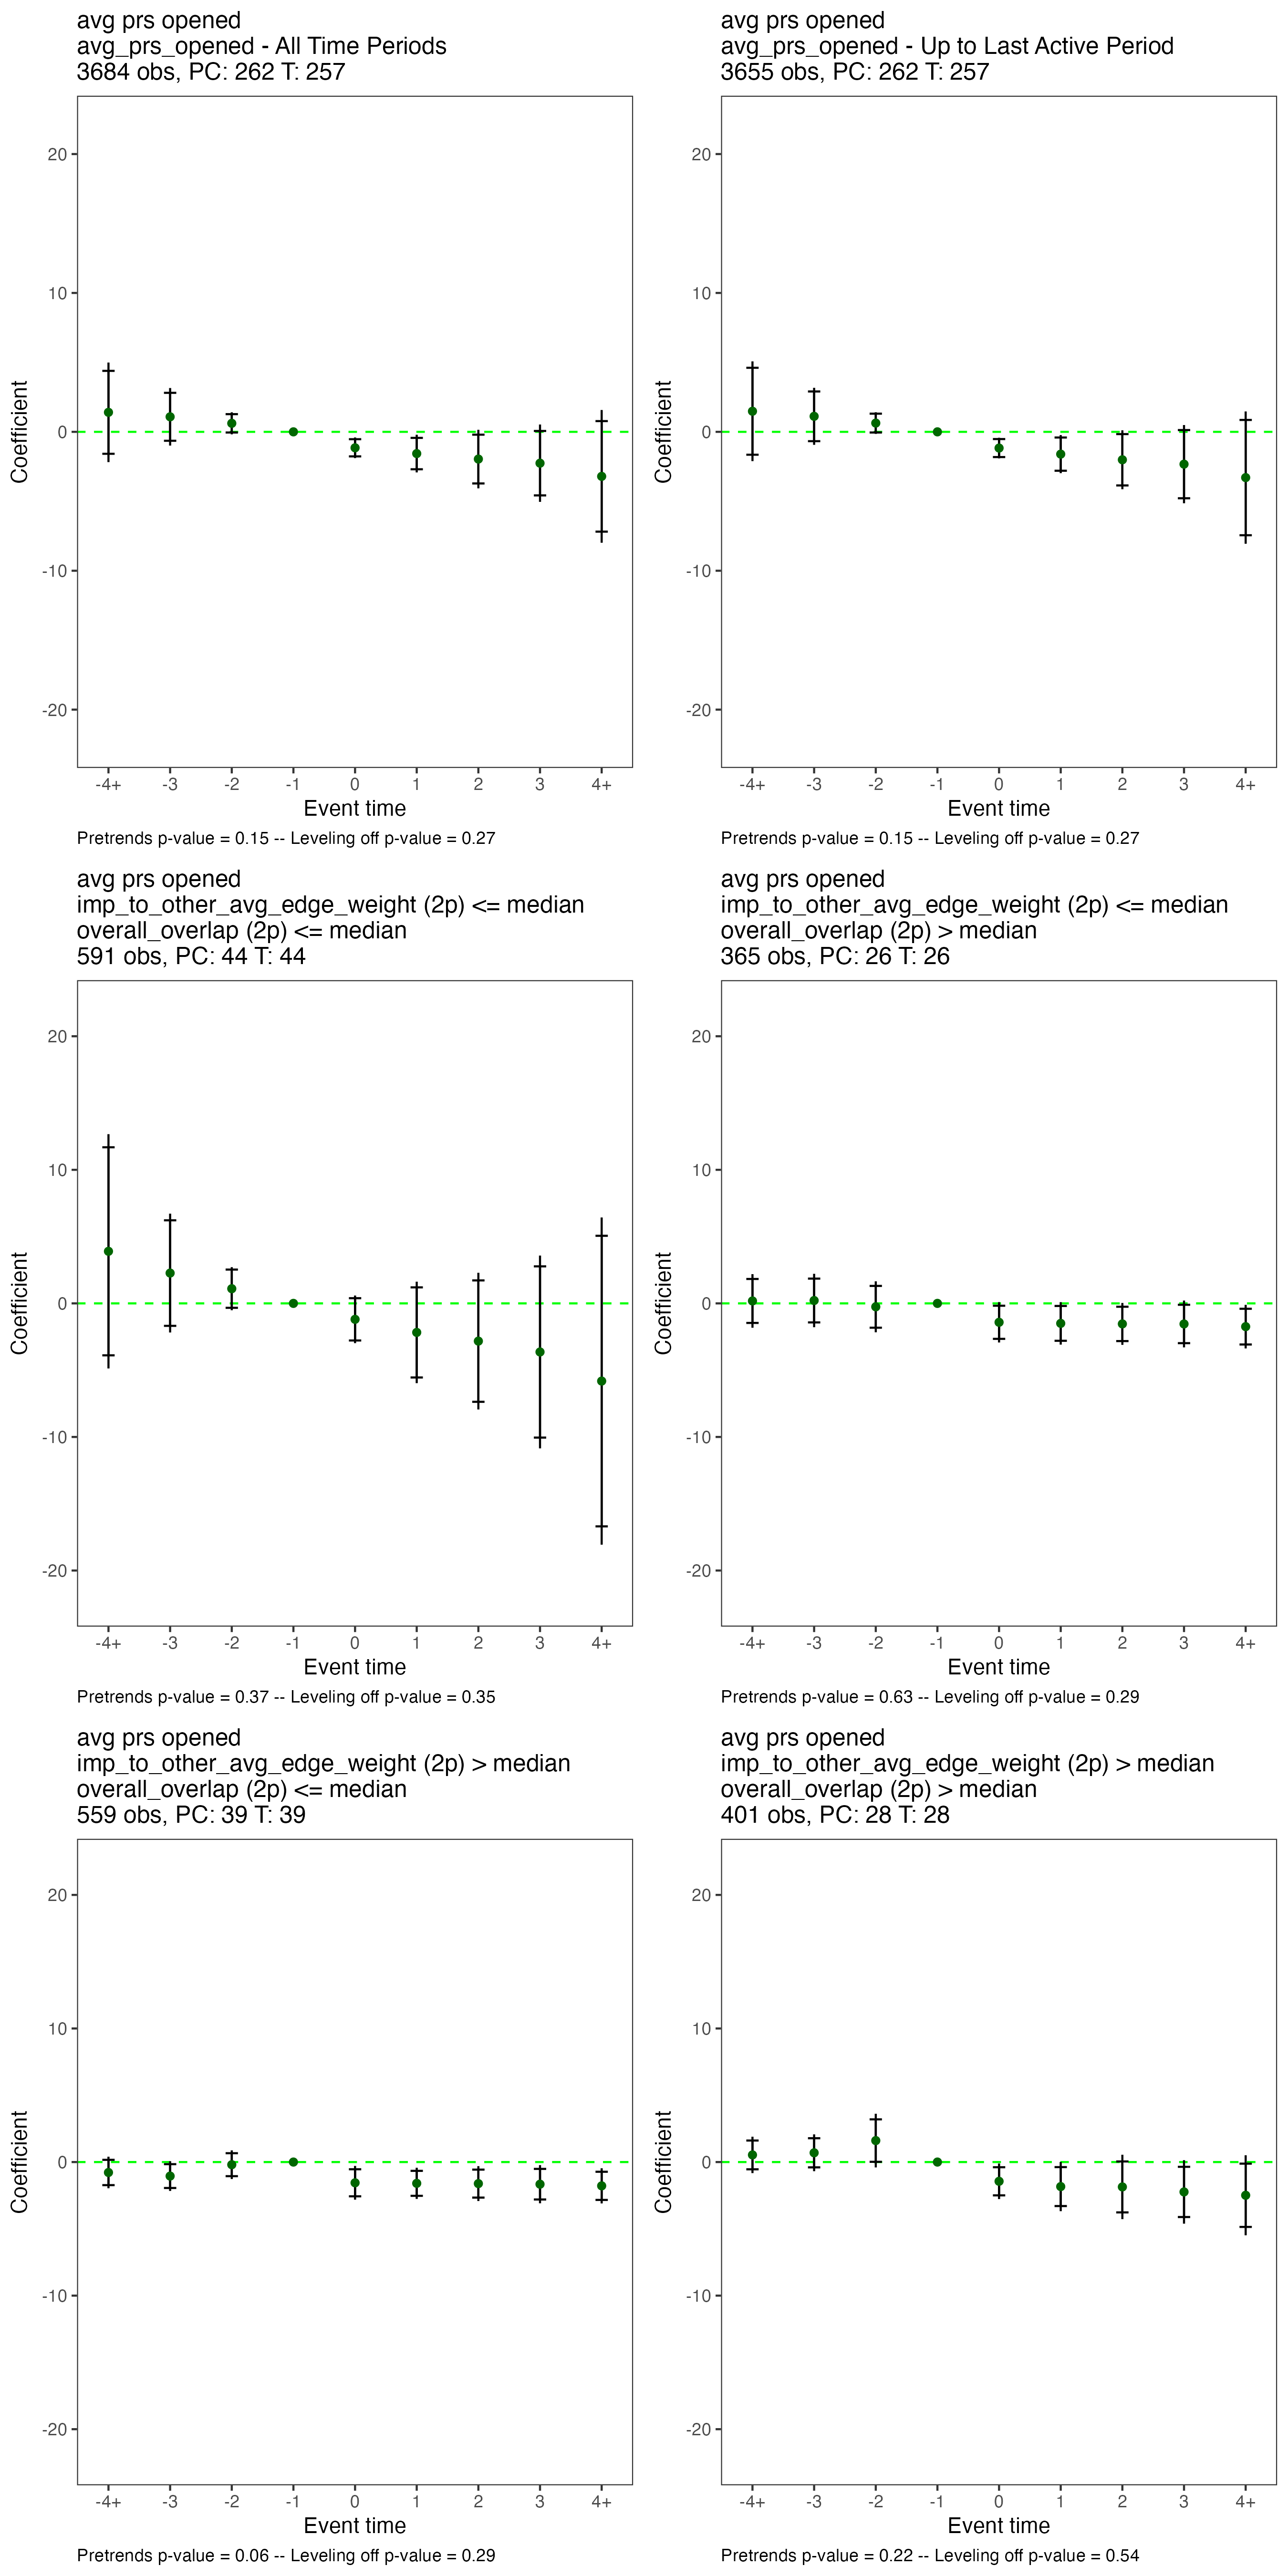 avg prs opened
avg_prs_opened - All Time Periods
3684 obs, PC: 262 T: 257
20
10
0
-10
-20
Coefficient
-4+ -3 -2 -1 0 1 2 3 4+
Event time
Pretrends p-value = 0.15 -- Leveling off p-value = 0.27
avg prs opened
avg_prs_opened - Up to Last Active Period
3655 obs, PC: 262 T: 257
20
10
0
-10
-20
Coefficient
-4+ -3 -2 -1 0 1 2 3 4+
Event time
Pretrends p-value = 0.15 -- Leveling off p-value = 0.27
avg prs opened
imp_to_other_avg_edge_weight (2p) <= median
overall_overlap (2p) <= median
591 obs, PC: 44 T: 44
20
10
0
-10
-20
Coefficient
-4+ -3 -2 -1 0 1 2 3 4+
Event time
Pretrends p-value = 0.37 -- Leveling off p-value = 0.35
avg prs opened
imp_to_other_avg_edge_weight (2p) <= median
overall_overlap (2p) > median
365 obs, PC: 26 T: 26
20
10
0
-10
-20
Coefficient
-4+ -3 -2 -1 0 1 2 3 4+
Event time
Pretrends p-value = 0.63 -- Leveling off p-value = 0.29
avg prs opened
imp_to_other_avg_edge_weight (2p) > median
overall_overlap (2p) <= median
559 obs, PC: 39 T: 39
20
10
0
-10
-20
Coefficient
-4+ -3 -2 -1 0 1 2 3 4+
Event time
Pretrends p-value = 0.06 -- Leveling off p-value = 0.29
avg prs opened
imp_to_other_avg_edge_weight (2p) > median
overall_overlap (2p) > median
401 obs, PC: 28 T: 28
20
10
0
-10
-20
Coefficient
-4+ -3 -2 -1 0 1 2 3 4+
Event time
Pretrends p-value = 0.22 -- Leveling off p-value = 0.54